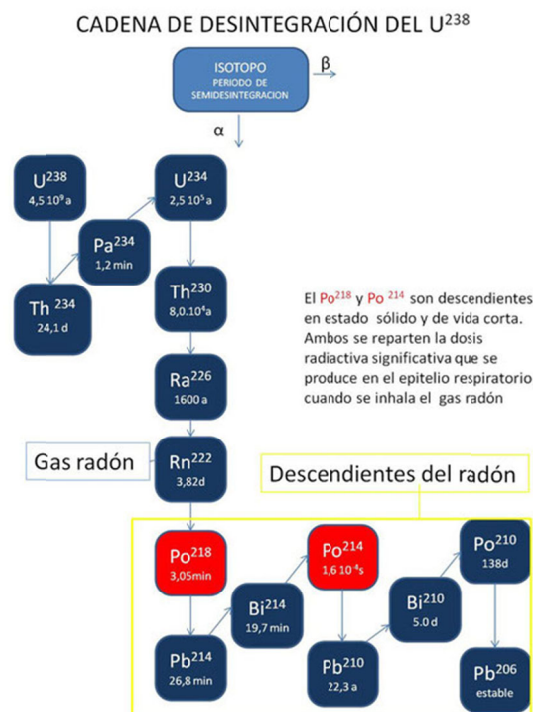 CADENA DE DESINTEGRACIÓN DEL U²³⁸
ISOTOPO
PERIODO DE
SEMIDESINTEGRACION
β
α
U²³⁸
4,5 10⁹ a
U²³⁴
2,5 10⁵ a
Pa²³⁴
1,2 min
Th²³⁴
24,1 d
Th²³⁰
8,0.10⁴a
El Po²¹⁸ y Po ²¹⁴ son descendientes
en estado sólido y de vida corta.
Ambos se reparten la dosis
radiactiva significativa que se
produce en el epitelio respiratorio
cuando se inhala el gas radón
Ra²²⁶
1600 a
Gas radón
Rn²²²
3,82d
Descendientes del radón
Po²¹⁸
3,05min
Po²¹⁴
1,6 10⁻⁴s
Po²¹⁰
138d
Bi²¹⁴
19,7 min
Bi²¹⁰
5.0 d
Pb²¹⁴
26,8 min
Pb²¹⁰
22,3 a
Pb²⁰⁶
estable